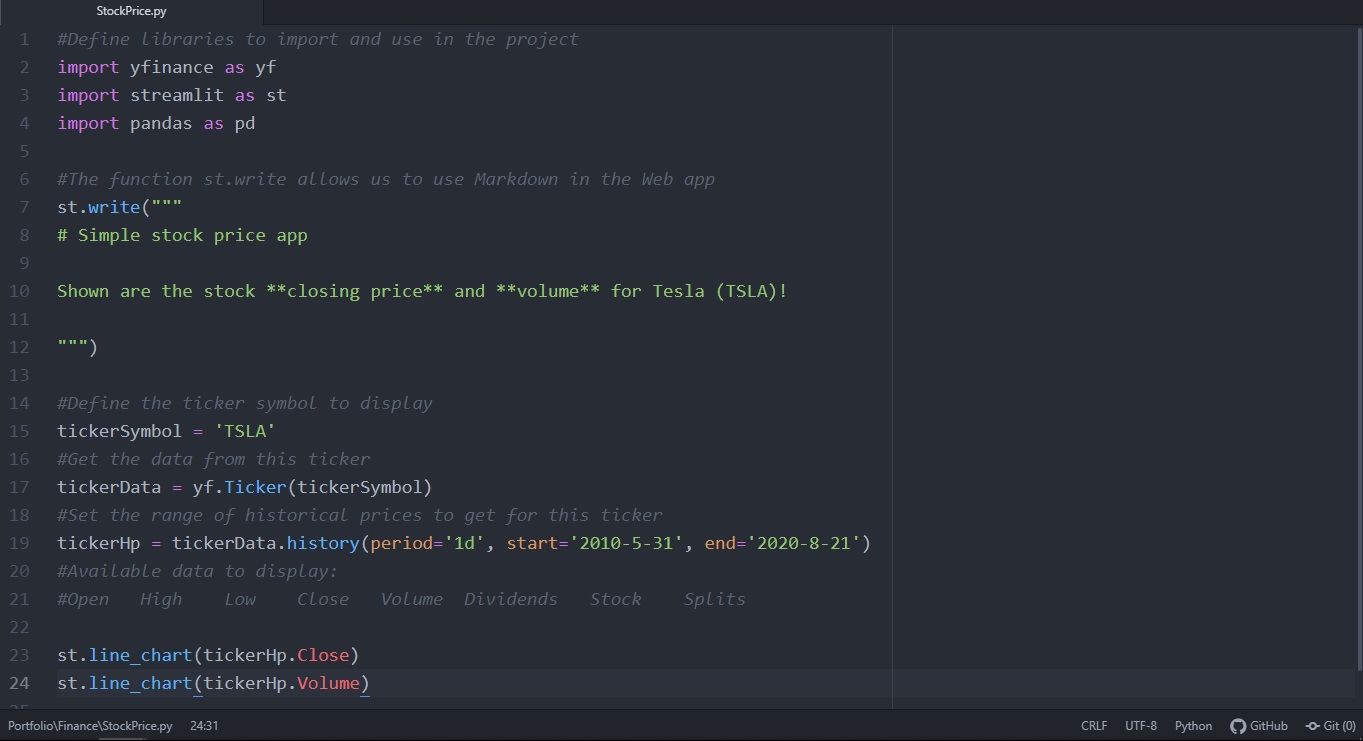 StockPrice.py
1 #Define libraries to import and use in the project
2 import yfinance as yf
3 import streamlit as st
4 import pandas as pd
5
6 #The function st.write allows us to use Markdown in the Web app
7 st.write("""
8 # Simple stock price app
9
10 Shown are the stock **closing price** and **volume** for Tesla (TSLA)!
11
12 """)
13
14 #Define the ticker symbol to display
15 tickerSymbol = 'TSLA'
16 #Get the data from this ticker
17 tickerData = yf.Ticker(tickerSymbol)
18 #Set the range of historical prices to get for this ticker
19 tickerHp = tickerData.history(period='1d', start='2010-5-31', end='2020-8-21')
20 #Available data to display:
21 #Open   High    Low    Close   Volume  Dividends   Stock    Splits
22
23 st.line_chart(tickerHp.Close)
24 st.line_chart(tickerHp.Volume)
25
Portfolio\Finance\StockPrice.py 24:31 CRLF UTF-8 Python GitHub Git (0)